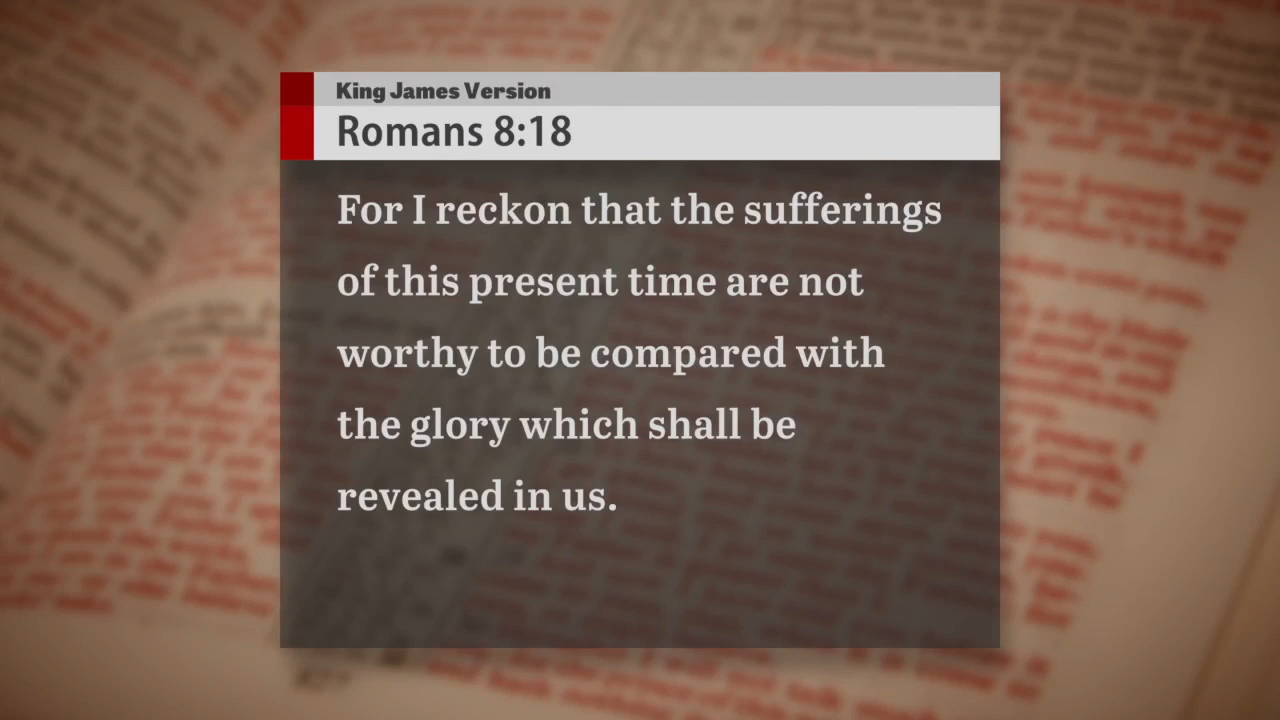 King James Version
Romans 8:18
For I reckon that the sufferings
of this present time are not
worthy to be compared with
the glory which shall be
revealed in us.